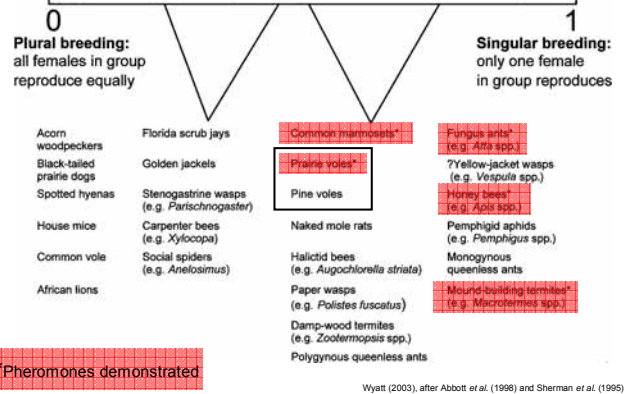 0
1
Plural breeding:
all females in group
reproduce equally
Singular breeding:
only one female
in group reproduces
Acorn
woodpeckers
Black-tailed
prairie dogs
Spotted hyenas
House mice
Common vole
African lions
Florida scrub jays
Golden jackels
Stenogastrine wasps
(e.g. Parischnogaster)
Carpenter bees
(e.g. Xylocopa)
Social spiders
(e.g. Anelosimus)
Common marmosets*
Prairie voles*
Pine voles
Naked mole rats
Halictid bees
(e.g. Augochlorella striata)
Paper wasps
(e.g. Polistes fuscatus)
Damp-wood termites
(e.g. Zootermopsis spp.)
Polygynous queenless ants
Fungus ants*
(e.g. Atta spp.)
?Yellow-jacket wasps
(e.g. Vespula spp.)
Honey bees*
(e.g. Apis spp.)
Pemphigid aphids
(e.g. Pemphigus spp.)
Monogynous
queenless ants
Mound-building termites*
(e.g. Macrotermes spp.)
*Pheromones demonstrated
Wyatt (2003), after Abbott et al. (1998) and Sherman et al. (1995)